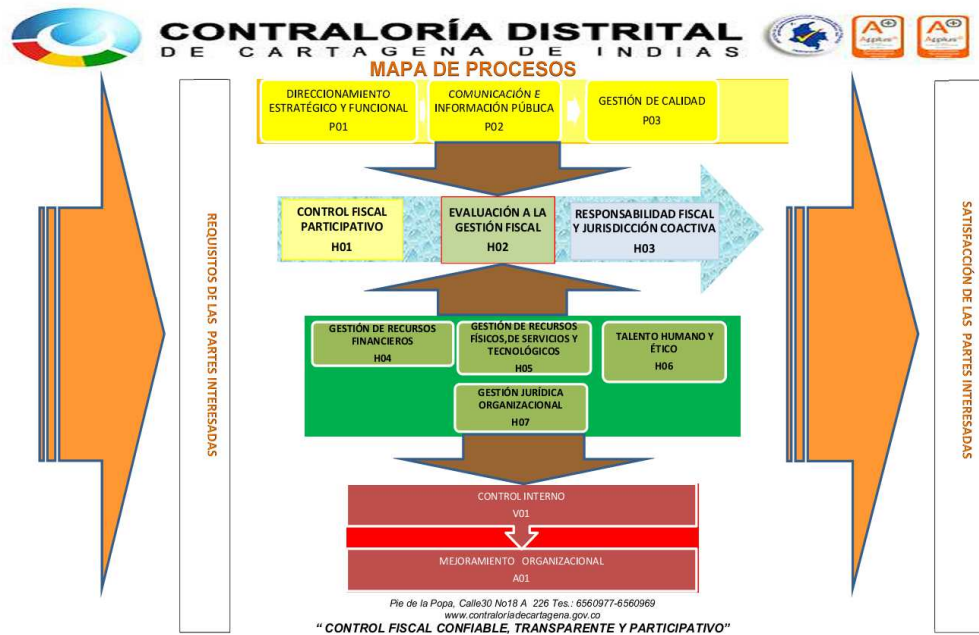 CONTRALORÍA DISTRITAL
DE CARTAGENA DE INDIAS
MAPA DE PROCESOS
DIRECCIONAMIENTO
ESTRATÉGICO Y FUNCIONAL
P01
COMUNICACIÓN E
INFORMACIÓN PÚBLICA
P02
GESTIÓN DE CALIDAD
P03
REQUISITOS DE LAS PARTES INTERESADAS
CONTROL FISCAL
PARTICIPATIVO
H01
EVALUACIÓN A LA
GESTIÓN FISCAL
H02
RESPONSABILIDAD FISCAL
Y JURISDICCIÓN COACTIVA
H03
SATISFACCIÓN DE LAS PARTES INTERESADAS
GESTIÓN DE RECURSOS
FINANCIEROS
H04
GESTIÓN DE RECURSOS
FÍSICOS,DE SERVICIOS Y
TECNOLÓGICOS
H05
TALENTO HUMANO Y
ÉTICO
H06
GESTIÓN JURÍDICA
ORGANIZACIONAL
H07
CONTROL INTERNO
V01
MEJORAMIENTO ORGANIZACIONAL
A01
Pie de la Popa, Calle30 No18 A 226 Tes.: 6560977-6560969
www.contraloriadecartagena.gov.co
“ CONTROL FISCAL CONFIABLE, TRANSPARENTE Y PARTICIPATIVO”